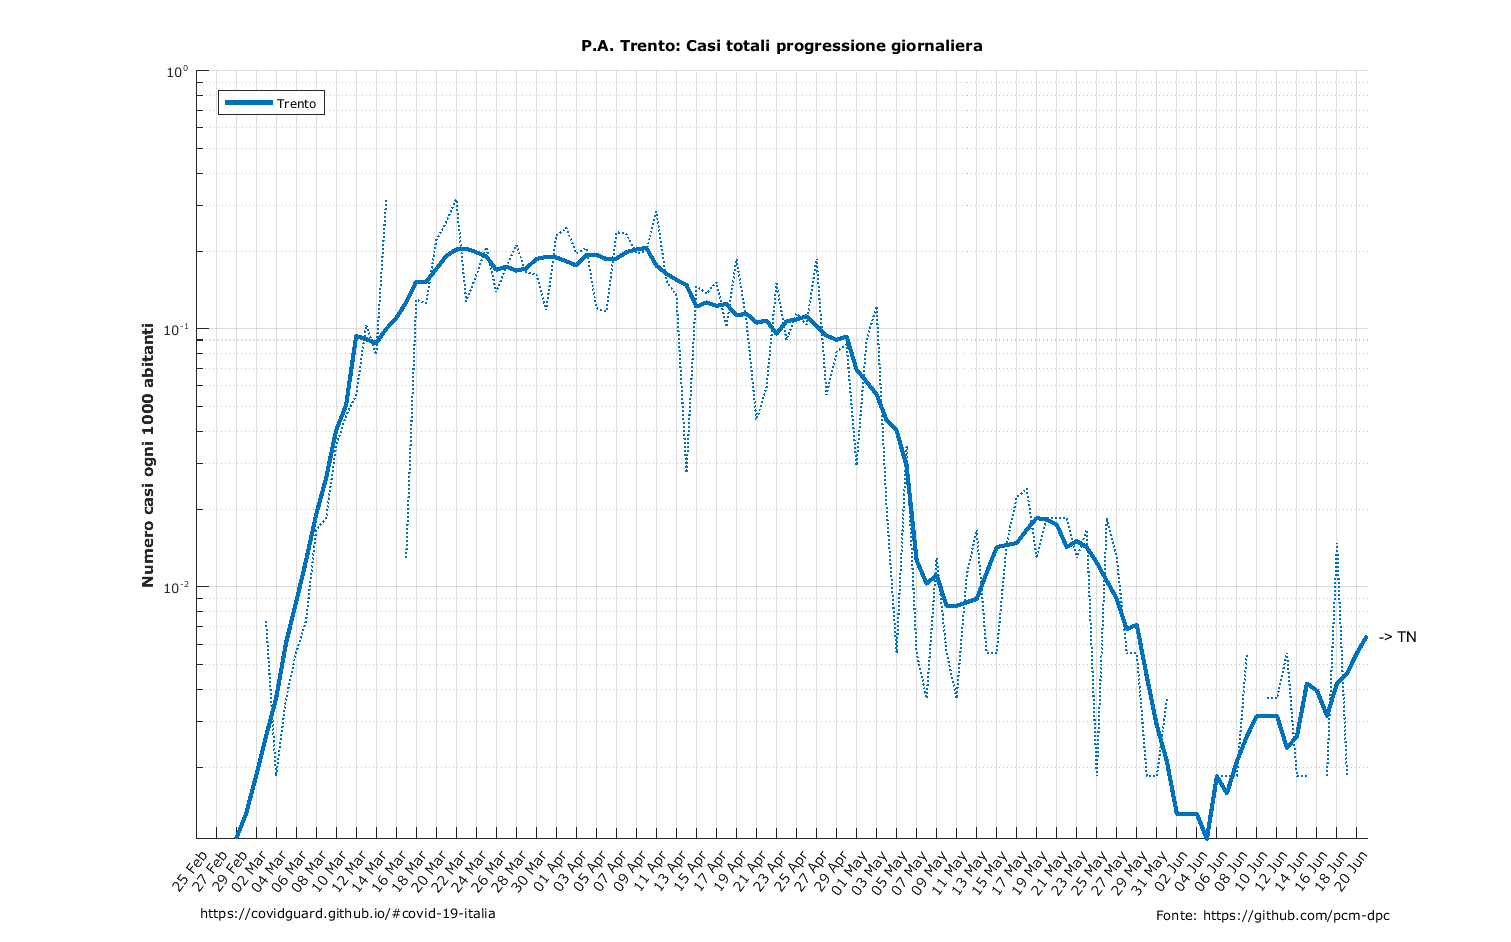 P.A. Trento: Casi totali progressione giornaliera
10^0
Trento
10^-1
10^-2
Numero casi ogni 1000 abitanti
-> TN
25 Feb
27 Feb
29 Feb
02 Mar
04 Mar
06 Mar
08 Mar
10 Mar
12 Mar
14 Mar
16 Mar
18 Mar
20 Mar
22 Mar
24 Mar
26 Mar
28 Mar
30 Mar
01 Apr
03 Apr
05 Apr
07 Apr
09 Apr
11 Apr
13 Apr
15 Apr
17 Apr
19 Apr
21 Apr
23 Apr
25 Apr
27 Apr
29 Apr
01 May
03 May
05 May
07 May
09 May
11 May
13 May
15 May
17 May
19 May
21 May
23 May
25 May
27 May
29 May
31 May
02 Jun
04 Jun
06 Jun
08 Jun
10 Jun
12 Jun
14 Jun
16 Jun
18 Jun
20 Jun
https://covidguard.github.io/#covid-19-italia
Fonte: https://github.com/pcm-dpc